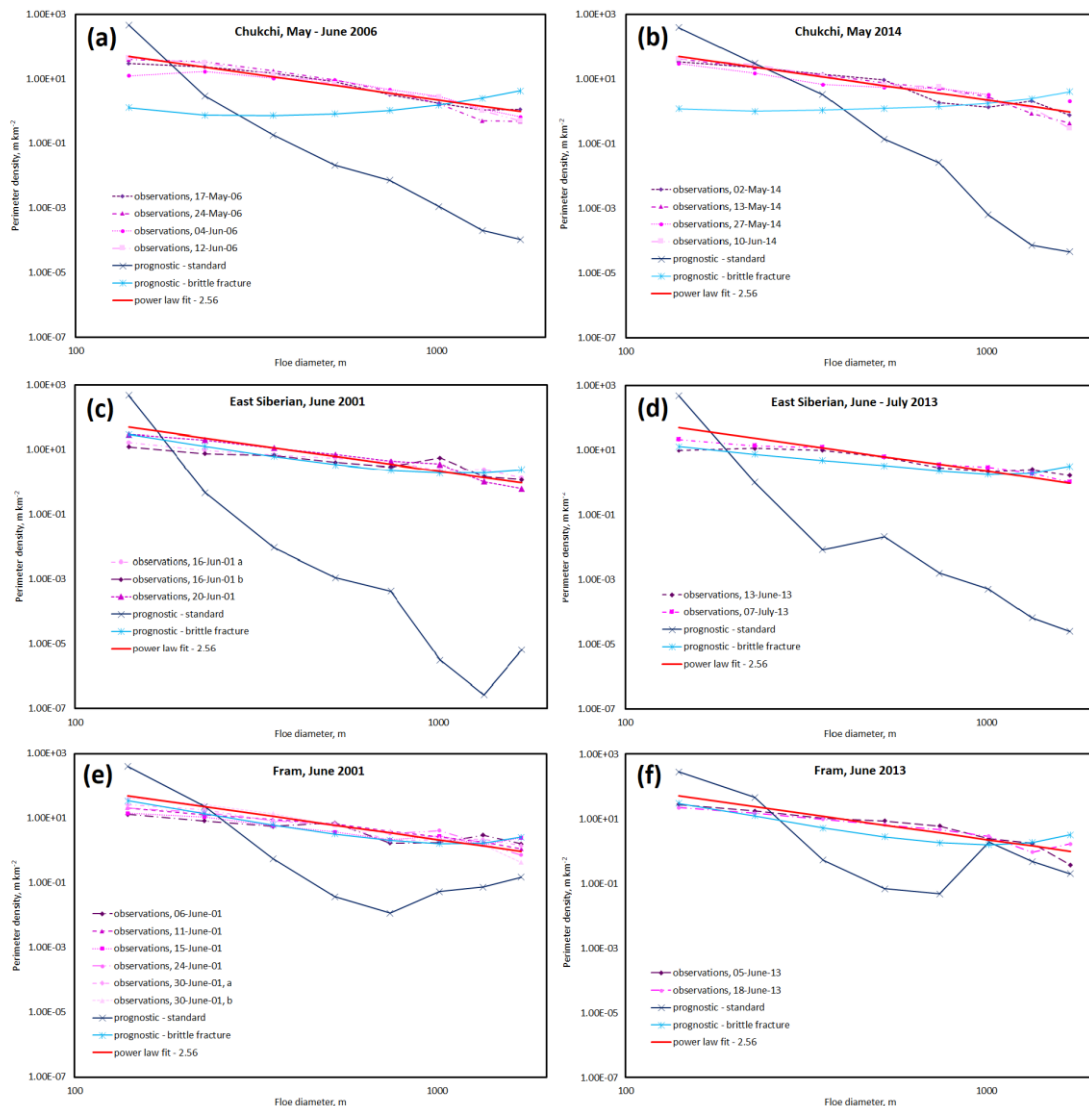 (a) Chukchi, May - June 2006
Perimeter density, m km⁻²
1.00E+03
1.00E+01
1.00E-01
1.00E-03
1.00E-05
1.00E-07
observations, 17-May-06
observations, 24-May-06
observations, 04-Jun-06
observations, 12-Jun-06
prognostic - standard
prognostic - brittle fracture
power law fit - 2.56
100 1000
Floe diameter, m
(b) Chukchi, May 2014
Perimeter density, m km⁻²
1.00E+03
1.00E+01
1.00E-01
1.00E-03
1.00E-05
1.00E-07
observations, 02-May-14
observations, 13-May-14
observations, 27-May-14
observations, 10-Jun-14
prognostic - standard
prognostic - brittle fracture
power law fit - 2.56
100 1000
Floe diameter, m
(c) East Siberian, June 2001
Perimeter density, m km⁻²
1.00E+03
1.00E+01
1.00E-01
1.00E-03
1.00E-05
1.00E-07
observations, 16-Jun-01 a
observations, 16-Jun-01 b
observations, 20-Jun-01
prognostic - standard
prognostic - brittle fracture
power law fit - 2.56
100 1000
Floe diameter, m
(d) East Siberian, June - July 2013
Perimeter density, m km⁻²
1.00E+03
1.00E+01
1.00E-01
1.00E-03
1.00E-05
1.00E-07
observations, 13-June-13
observations, 07-July-13
prognostic - standard
prognostic - brittle fracture
power law fit - 2.56
100 1000
Floe diameter, m
(e) Fram, June 2001
Perimeter density, m km⁻²
1.00E+03
1.00E+01
1.00E-01
1.00E-03
1.00E-05
1.00E-07
observations, 06-June-01
observations, 11-June-01
observations, 15-June-01
observations, 24-June-01
observations, 30-June-01, a
observations, 30-June-01, b
prognostic - standard
prognostic - brittle fracture
power law fit - 2.56
100 1000
Floe diameter, m
(f) Fram, June 2013
Perimeter density, m km⁻²
1.00E+03
1.00E+01
1.00E-01
1.00E-03
1.00E-05
1.00E-07
observations, 05-June-13
observations, 18-June-13
prognostic - standard
prognostic - brittle fracture
power law fit - 2.56
100 1000
Floe diameter, m